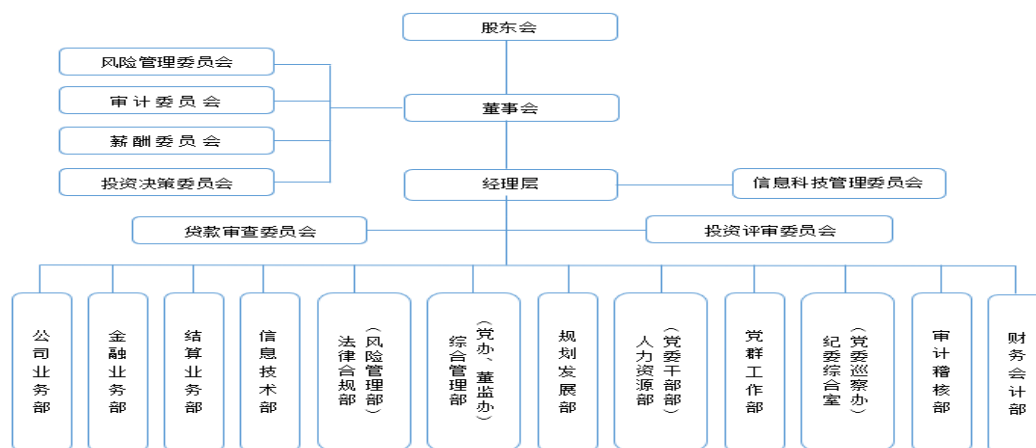 股东会
风险管理委员会
审计委员会
董事会
薪酬委员会
投资决策委员会
经理层
信息科技管理委员会
贷款审查委员会
投资评审委员会
公司业务部
金融业务部
结算业务部
信息技术部
法律合规部
（风险管理部）
综合管理部
（党办、董监办）
规划发展部
人力资源部
（党委干部部）
党群工作部
纪委综合室
（党委巡察办）
审计稽核部
财务会计部